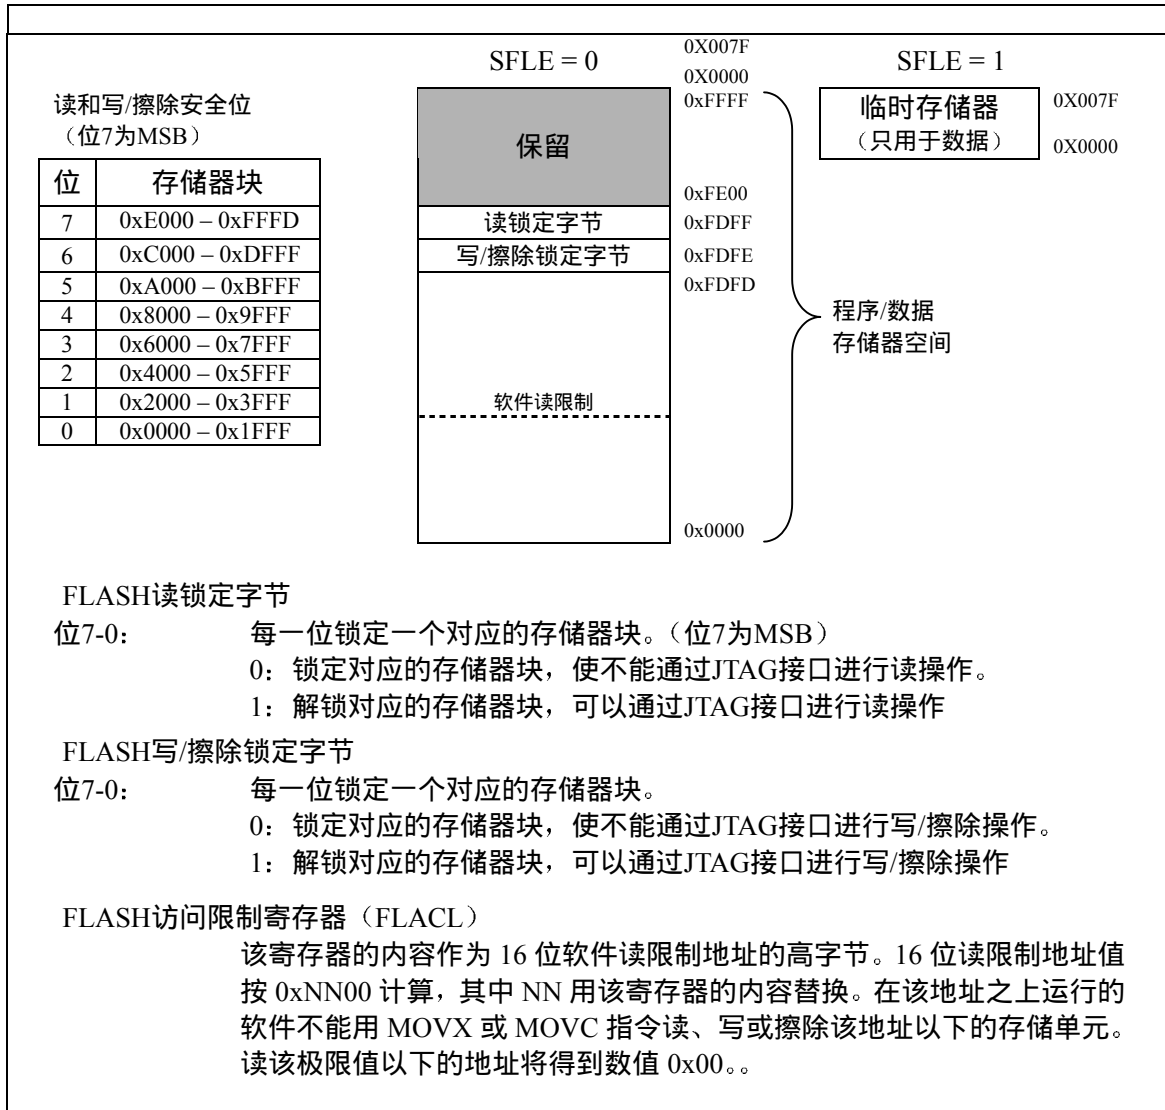 SFLE = 0
0X007F
0X0000
SFLE = 1
读和写/擦除安全位
（位7为MSB）
位 存储器块
7 0xE000 – 0xFFFD
6 0xC000 – 0xDFFF
5 0xA000 – 0xBFFF
4 0x8000 – 0x9FFF
3 0x6000 – 0x7FFF
2 0x4000 – 0x5FFF
1 0x2000 – 0x3FFF
0 0x0000 – 0x1FFF
保留
读锁定字节
写/擦除锁定字节
软件读限制
0xFFFF
0xFE00
0xFDFF
0xFDFE
0xFDFD
0x0000
程序/数据
存储器空间
临时存储器
（只用于数据）
0X007F
0X0000
FLASH读锁定字节
位7-0： 每一位锁定一个对应的存储器块。（位7为MSB）
0：锁定对应的存储器块，使不能通过JTAG接口进行读操作。
1：解锁对应的存储器块，可以通过JTAG接口进行读操作
FLASH写/擦除锁定字节
位7-0： 每一位锁定一个对应的存储器块。
0：锁定对应的存储器块，使不能通过JTAG接口进行写/擦除操作。
1：解锁对应的存储器块，可以通过JTAG接口进行写/擦除操作
FLASH访问限制寄存器（FLACL）
该寄存器的内容作为 16 位软件读限制地址的高字节。16 位读限制地址值
按 0xNN00 计算，其中 NN 用该寄存器的内容替换。在该地址之上运行的
软件不能用 MOVX 或 MOVC 指令读、写或擦除该地址以下的存储单元。
读该极限值以下的地址将得到数值 0x00。。